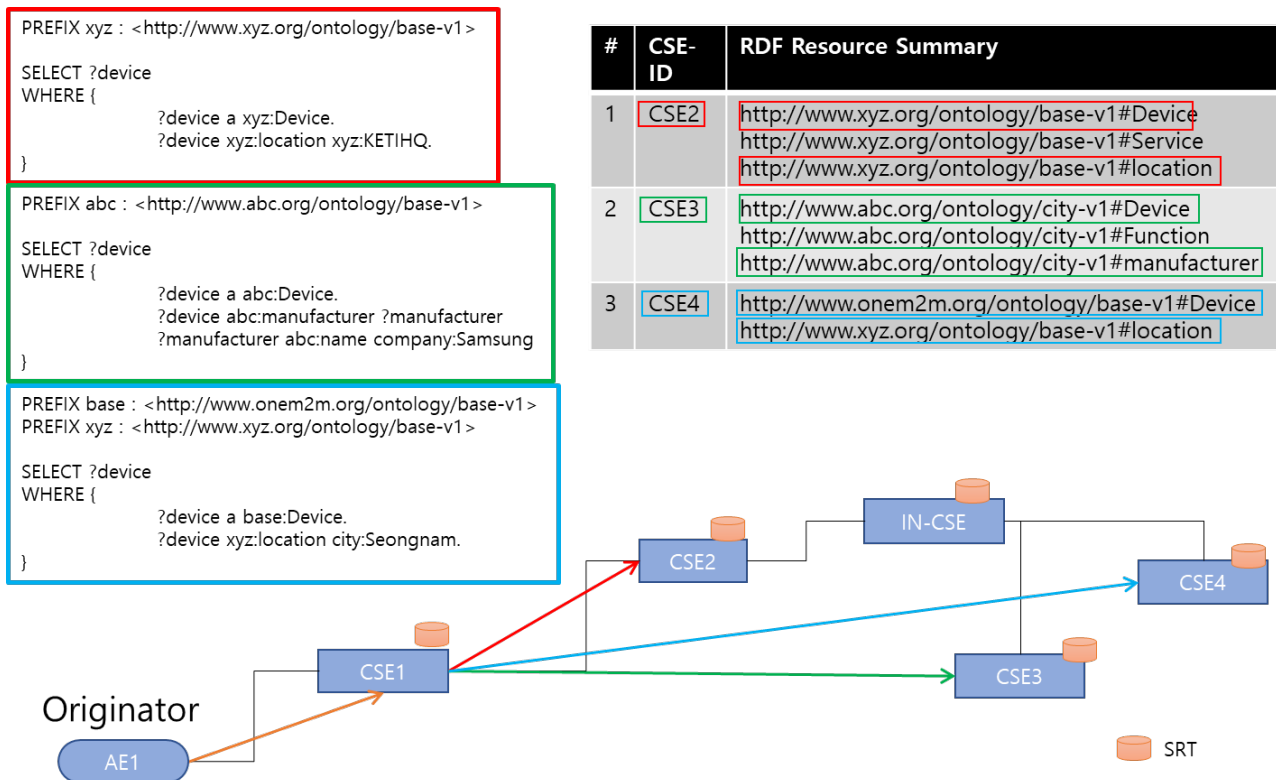 PREFIX xyz : <http://www.xyz.org/ontology/base-v1>
SELECT ?device
WHERE {
?device a xyz:Device.
?device xyz:location xyz:KETIHQ.
}
PREFIX abc : <http://www.abc.org/ontology/base-v1>
SELECT ?device
WHERE {
?device a abc:Device.
?device abc:manufacturer ?manufacturer
?manufacturer abc:name company:Samsung
}
PREFIX base : <http://www.onem2m.org/ontology/base-v1>
PREFIX xyz : <http://www.xyz.org/ontology/base-v1>
SELECT ?device
WHERE {
?device a base:Device.
?device xyz:location city:Seongnam.
}
# CSE-ID RDF Resource Summary
1 CSE2 http://www.xyz.org/ontology/base-v1#Device
http://www.xyz.org/ontology/base-v1#Service
http://www.xyz.org/ontology/base-v1#location
2 CSE3 http://www.abc.org/ontology/city-v1#Device
http://www.abc.org/ontology/city-v1#Function
http://www.abc.org/ontology/city-v1#manufacturer
3 CSE4 http://www.onem2m.org/ontology/base-v1#Device
http://www.xyz.org/ontology/base-v1#location
IN-CSE
CSE2
CSE4
CSE1
CSE3
Originator
AE1
SRT